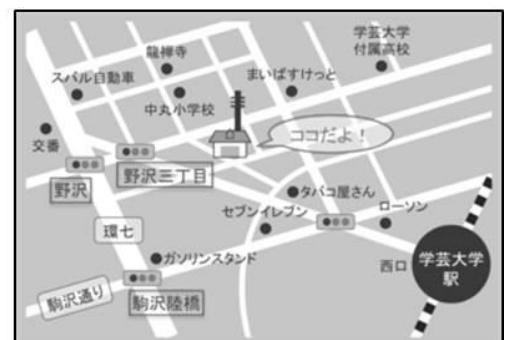 学芸大学
付属高校
龍禅寺
スバル自動車
まいばすけっと
中丸小学校
ココだよ！
交番
野沢
野沢三丁目
タバコ屋さん
セブンイレブン
ローソン
環七
ガソリンスタンド
西口
学芸大学
駅
駒沢通り
駒沢陸橋